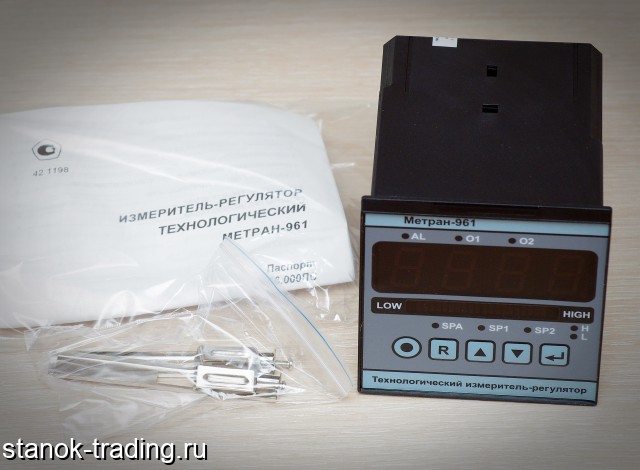 42 1198
ИЗМЕРИТЕЛЬ-РЕГУЛЯТОР
ТЕХНОЛОГИЧЕСКИЙ
МЕТРАН-961
Паспорт
.009ПС
Метран-961
AL O1 O2
LOW HIGH
SPA SP1 SP2 H
L
R
Технологический измеритель-регулятор
stanok-trading.ru